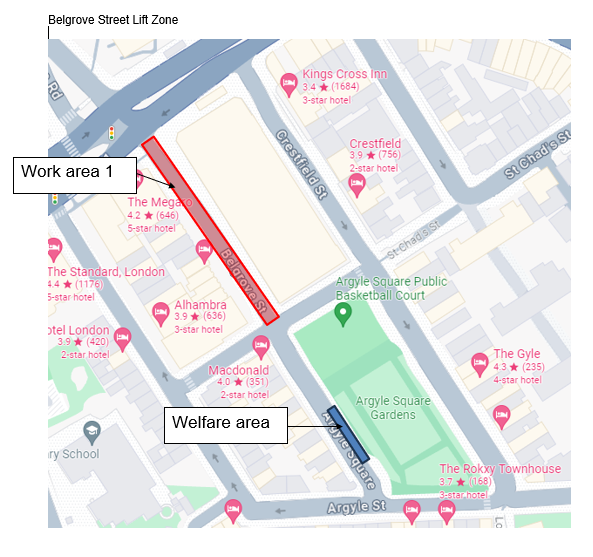 Belgrove Street Lift Zone
Rd
Kings Cross Inn
3.4 ★ (1684)
3-star hotel
Crestfield St
Crestfield
3.9 ★ (756)
2-star hotel
St Chad's St
Work area 1
The Megaro
4.2 ★ (646)
5-star hotel
St Chad's St
Belgrove St
The Standard, London
4.4 ★ (1176)
5-star hotel
Argyle Square Public
Basketball Court
Alhambra
3.9 ★ (636)
3-star hotel
otel London
3.9 ★ (420)
2-star hotel
Macdonald
4.0 ★ (351)
2-star hotel
The Gyle
4.3 ★ (235)
4-star hotel
Argyle Square
Gardens
Welfare area
Argyle Square
ary School
The Rokxy Townhouse
3.7 ★ (168)
3-star hotel
Argyle St